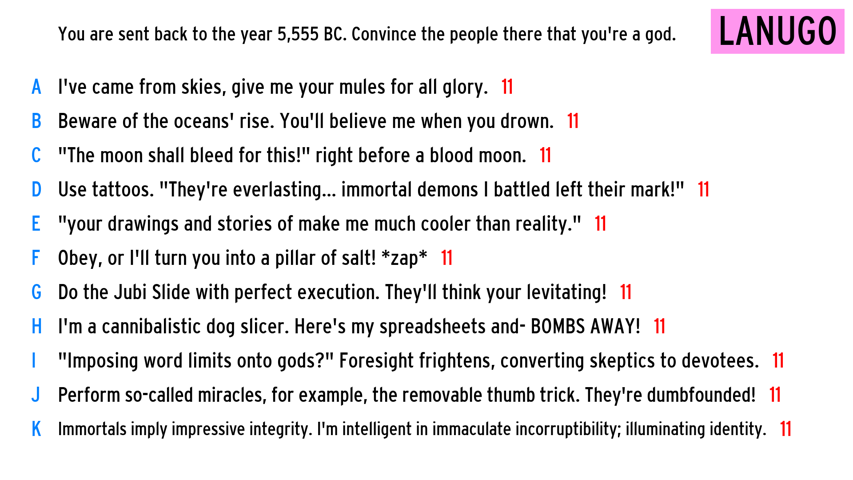 You are sent back to the year 5,555 BC. Convince the people there that you're a god.
LANUGO
A I've came from skies, give me your mules for all glory. 11
B Beware of the oceans' rise. You'll believe me when you drown. 11
C "The moon shall bleed for this!" right before a blood moon. 11
D Use tattoos. "They're everlasting... immortal demons I battled left their mark!" 11
E "your drawings and stories of make me much cooler than reality." 11
F Obey, or I'll turn you into a pillar of salt! *zap* 11
G Do the Jubi Slide with perfect execution. They'll think your levitating! 11
H I'm a cannibalistic dog slicer. Here's my spreadsheets and- BOMBS AWAY! 11
I "Imposing word limits onto gods?" Foresight frightens, converting skeptics to devotees. 11
J Perform so-called miracles, for example, the removable thumb trick. They're dumbfounded! 11
K Immortals imply impressive integrity. I'm intelligent in immaculate incorruptibility; illuminating identity. 11